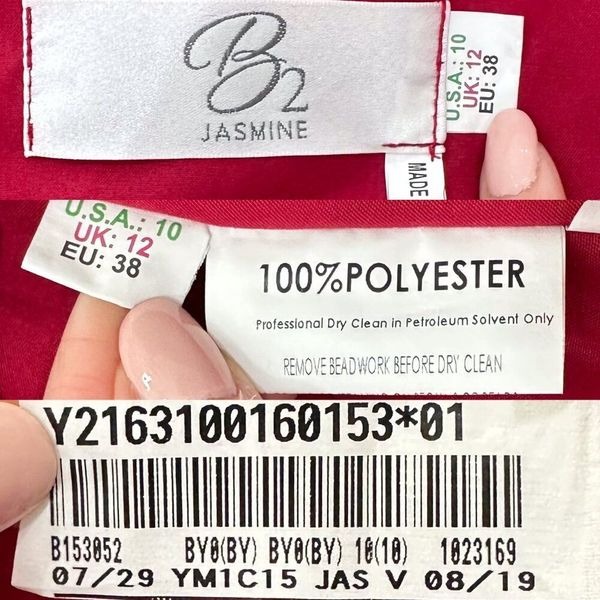 B2
JASMINE
U.S.A.: 10
UK: 12
EU: 38
MADE
U.S.A.: 10
UK: 12
EU: 38
100%POLYESTER
Professional Dry Clean in Petroleum Solvent Only
REMOVE BEADWORK BEFORE DRY CLEAN
Y2163100160153*01
B153052 BY0(BY) BY0(BY) 10(10) 1023169
07/29 YM1C15 JAS V 08/19